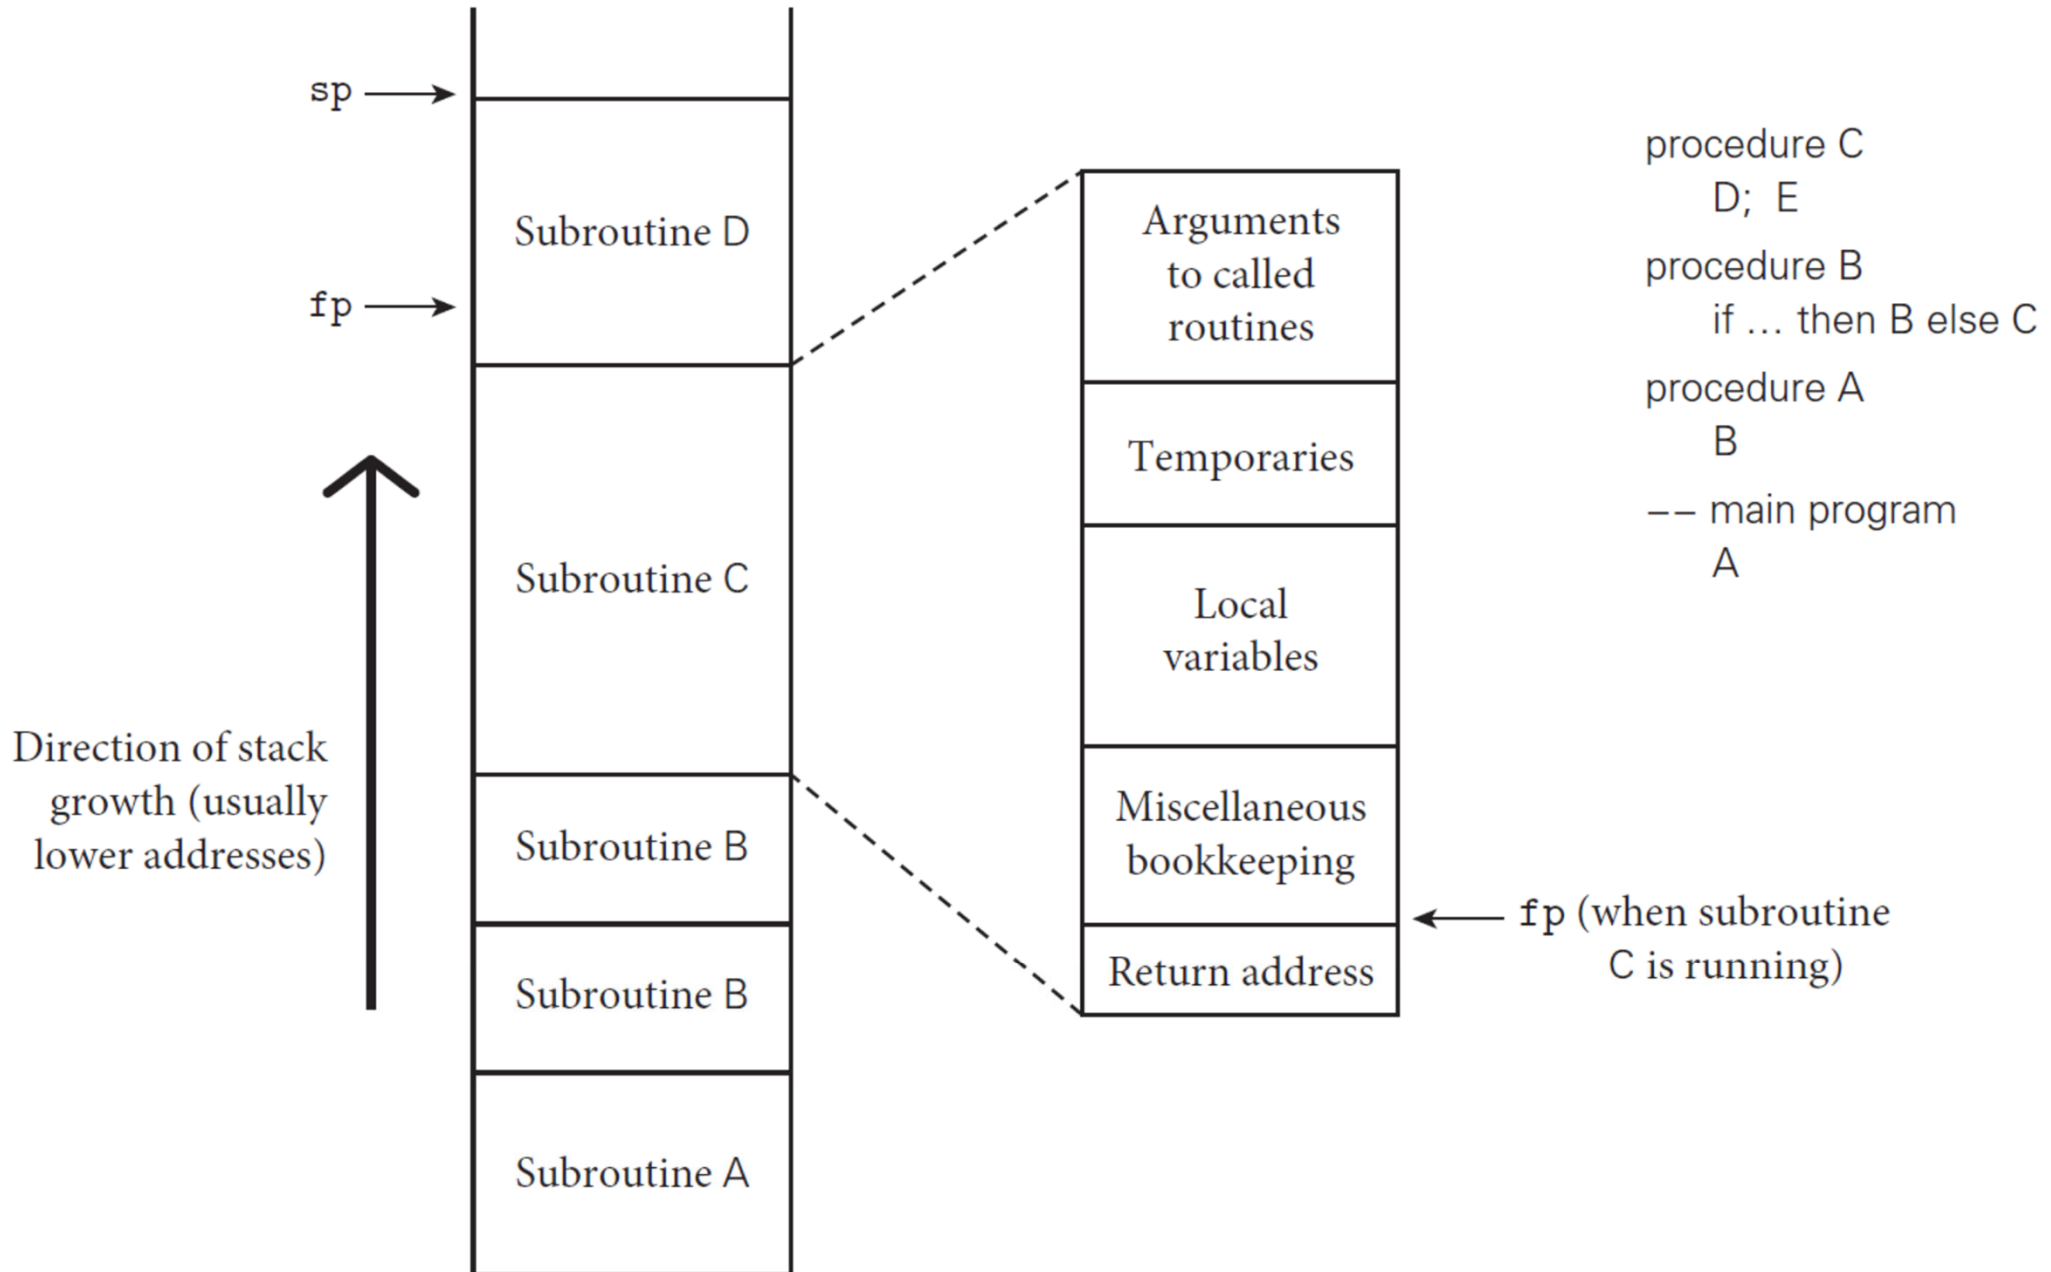 sp
Subroutine D
fp
Subroutine C
Direction of stack
growth (usually
lower addresses)
Subroutine B
Subroutine B
Subroutine A
Arguments
to called
routines
Temporaries
Local
variables
Miscellaneous
bookkeeping
Return address
fp (when subroutine
C is running)
procedure C
D; E
procedure B
if ... then B else C
procedure A
B
-- main program
A